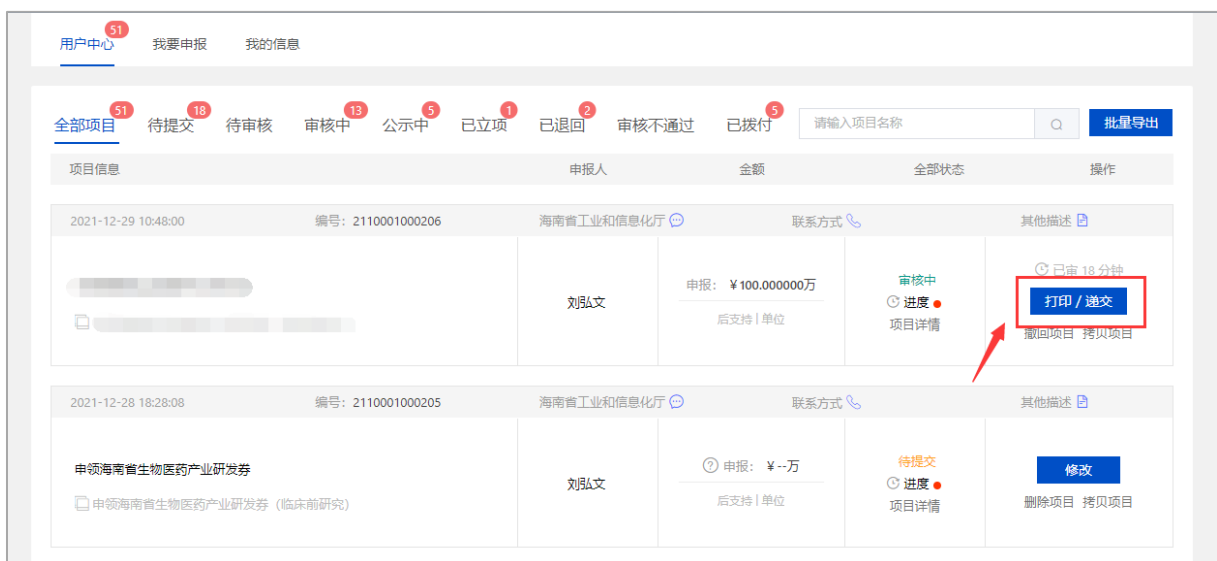 51
用户中心 我要申报 我的信息
51 18 13 5 1 2 5
全部项目 待提交 待审核 审核中 公示中 已立项 已退回 审核不通过 已拨付 请输入项目名称 批量导出
项目信息 申报人 金额 全部状态 操作
2021-12-29 10:48:00 编号：2110001000206 海南省工业和信息化厅 联系方式 其他描述
已审 18 分钟
申报： ￥100.000000万 审核中
刘弘文 进度 打印 / 递交
后支持 | 单位 项目详情
撤回项目 拷贝项目
2021-12-28 18:28:08 编号：2110001000205 海南省工业和信息化厅 联系方式 其他描述
申领海南省生物医药产业研发券 ? 申报： ￥--万 待提交 修改
刘弘文 进度
申领海南省生物医药产业研发券（临床前研究） 后支持 | 单位 项目详情 删除项目 拷贝项目